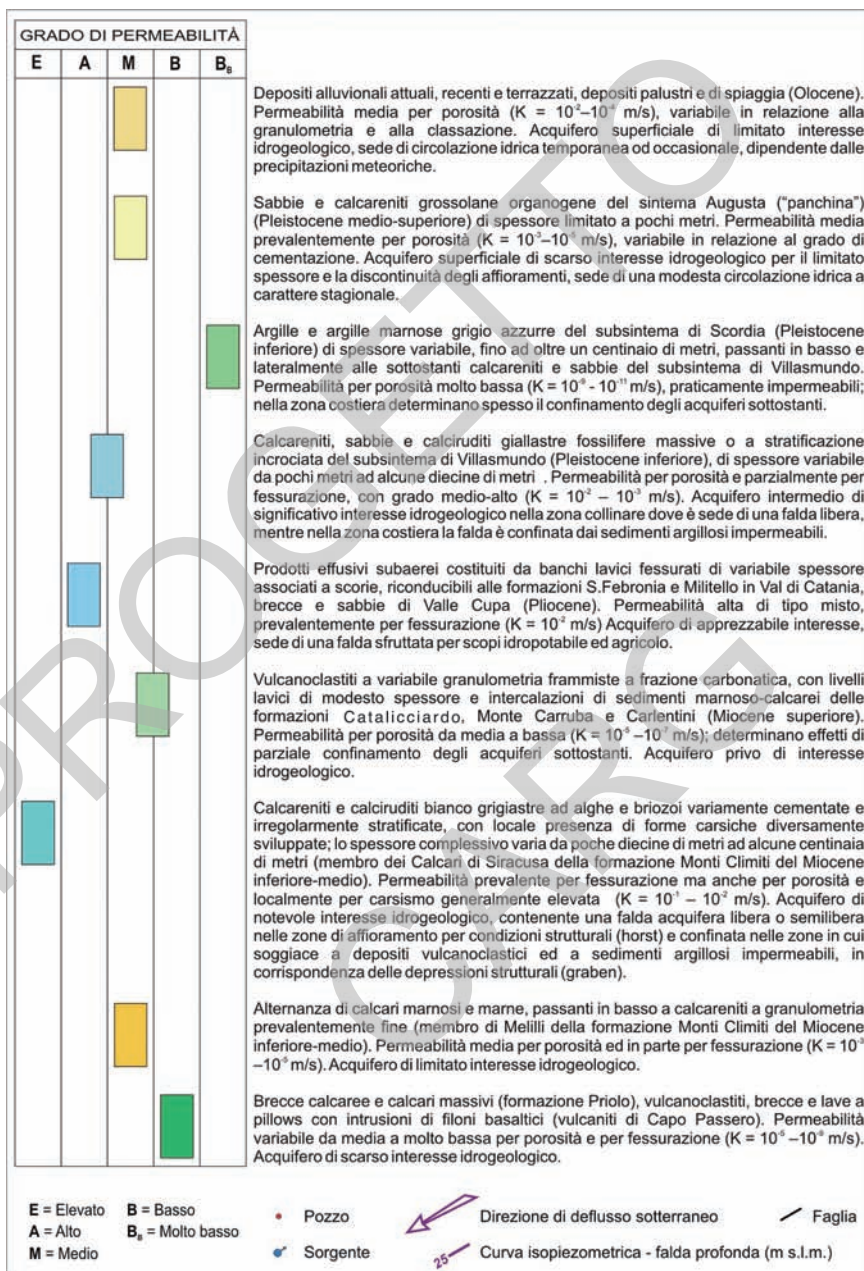 GRADO DI PERMEABILITÀ
E A M B B_B
Depositi alluvionali attuali, recenti e terrazzati, depositi palustri e di spiaggia (Olocene).
Permeabilità media per porosità (K = 10⁻²–10⁻⁴ m/s), variabile in relazione alla
granulometria e alla classazione. Acquifero superficiale di limitato interesse
idrogeologico, sede di circolazione idrica temporanea od occasionale, dipendente dalle
precipitazioni meteoriche.
Sabbie e calcareniti grossolane organogene del sintema Augusta ("panchina")
(Pleistocene medio-superiore) di spessore limitato a pochi metri. Permeabilità media
prevalentemente per porosità (K = 10⁻³–10⁻⁵ m/s), variabile in relazione al grado di
cementazione. Acquifero superficiale di scarso interesse idrogeologico per il limitato
spessore e la discontinuità degli affioramenti, sede di una modesta circolazione idrica a
carattere stagionale.
Argille e argille marnose grigio azzurre del subsintema di Scordia (Pleistocene
inferiore) di spessore variabile, fino ad oltre un centinaio di metri, passanti in basso e
lateralmente alle sottostanti calcareniti e sabbie del subsintema di Villasmundo.
Permeabilità per porosità molto bassa (K = 10⁻⁹ - 10⁻¹¹ m/s), praticamente impermeabili;
nella zona costiera determinano spesso il confinamento degli acquiferi sottostanti.
Calcareniti, sabbie e calciruditi giallastre fossilifere massive o a stratificazione
incrociata del subsintema di Villasmundo (Pleistocene inferiore), di spessore variabile
da pochi metri ad alcune diecine di metri . Permeabilità per porosità e parzialmente per
fessurazione, con grado medio-alto (K = 10⁻² – 10⁻³ m/s). Acquifero intermedio di
significativo interesse idrogeologico nella zona collinare dove è sede di una falda libera,
mentre nella zona costiera la falda è confinata dai sedimenti argillosi impermeabili.
Prodotti effusivi subaerei costituiti da banchi lavici fessurati di variabile spessore
associati a scorie, riconducibili alle formazioni S.Febronia e Militello in Val di Catania,
brecce e sabbie di Valle Cupa (Pliocene). Permeabilità alta di tipo misto,
prevalentemente per fessurazione (K = 10⁻² m/s) Acquifero di apprezzabile interesse,
sede di una falda sfruttata per scopi idropotabile ed agricolo.
Vulcanoclastiti a variabile granulometria frammiste a frazione carbonatica, con livelli
lavici di modesto spessore e intercalazioni di sedimenti marnoso-calcarei delle
formazioni Catalicciardo, Monte Carruba e Carlentini (Miocene superiore).
Permeabilità per porosità da media a bassa (K = 10⁻⁵ –10⁻⁷ m/s); determinano effetti di
parziale confinamento degli acquiferi sottostanti. Acquifero privo di interesse
idrogeologico.
Calcareniti e calciruditi bianco grigiastre ad alghe e briozoi variamente cementate e
irregolarmente stratificate, con locale presenza di forme carsiche diversamente
sviluppate; lo spessore complessivo varia da poche diecine di metri ad alcune centinaia
di metri (membro dei Calcari di Siracusa della formazione Monti Climiti del Miocene
inferiore-medio). Permeabilità prevalente per fessurazione ma anche per porosità e
localmente per carsismo generalmente elevata (K = 10⁻¹ – 10⁻² m/s). Acquifero di
notevole interesse idrogeologico, contenente una falda acquifera libera o semilibera
nelle zone di affioramento per condizioni strutturali (horst) e confinata nelle zone in cui
soggiace a depositi vulcanoclastici ed a sedimenti argillosi impermeabili, in
corrispondenza delle depressioni strutturali (graben).
Alternanza di calcari marnosi e marne, passanti in basso a calcareniti a granulometria
prevalentemente fine (membro di Melilli della formazione Monti Climiti del Miocene
inferiore-medio). Permeabilità media per porosità ed in parte per fessurazione (K = 10⁻³
–10⁻⁵ m/s). Acquifero di limitato interesse idrogeologico.
Brecce calcaree e calcari massivi (formazione Priolo), vulcanoclastiti, brecce e lave a
pillows con intrusioni di filoni basaltici (vulcaniti di Capo Passero). Permeabilità
variabile da media a molto bassa per porosità e per fessurazione (K = 10⁻⁵ –10⁻⁹ m/s).
Acquifero di scarso interesse idrogeologico.
E = Elevato B = Basso Pozzo Direzione di deflusso sotterraneo Faglia
A = Alto B_B = Molto basso
M = Medio Sorgente 25 Curva isopiezometrica - falda profonda (m s.l.m.)
PROGETTO
CARG